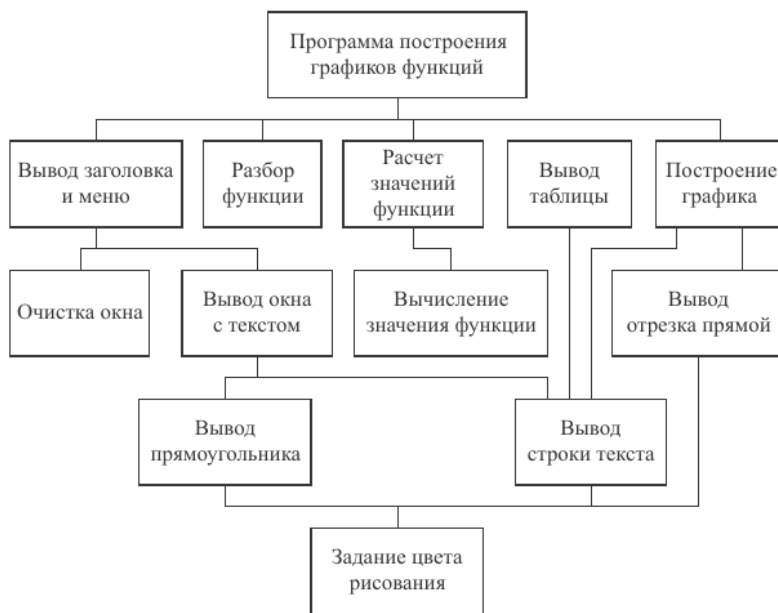 Программа построения
графиков функций
Вывод заголовка
и меню
Разбор
функции
Расчет
значений
функции
Вывод
таблицы
Построение
графика
Очистка окна
Вывод окна
с текстом
Вычисление
значения функции
Вывод
отрезка прямой
Вывод
прямоугольника
Вывод
строки текста
Задание цвета
рисования